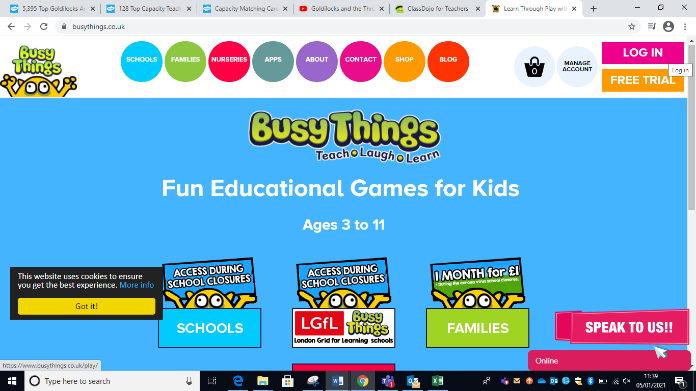 5,395 Top Goldilocks A
128 Top Capacity Teach
Capacity Matching Car
Goldilocks and the Thr
ClassDojo for Teachers
Learn Through Play with
busythings.co.uk
Busy Things
SCHOOLS
FAMILIES
NURSERIES
APPS
ABOUT
CONTACT
SHOP
BLOG
0
MANAGE
ACCOUNT
LOG IN
Log in
FREE TRIAL
Busy Things
Teach Laugh Learn
Fun Educational Games for Kids
Ages 3 to 11
This website uses cookies to ensure
you get the best experience. More info
Got it!
ACCESS DURING
SCHOOL CLOSURES
SCHOOLS
ACCESS DURING
SCHOOL CLOSURES
LGfL
Busy Things
London Grid for Learning schools
1 MONTH for £1
FAMILIES
SPEAK TO US!!
Online
https://www.busythings.co.uk/play/
Type here to search
11:39
05/01/2021